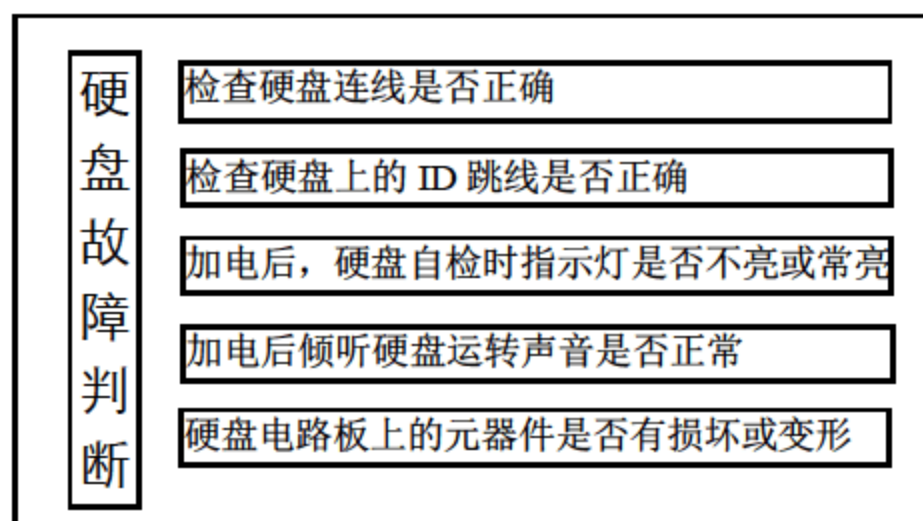 硬盘故障判断
检查硬盘连线是否正确
检查硬盘上的 ID 跳线是否正确
加电后，硬盘自检时指示灯是否不亮或常亮
加电后倾听硬盘运转声音是否正常
硬盘电路板上的元器件是否有损坏或变形